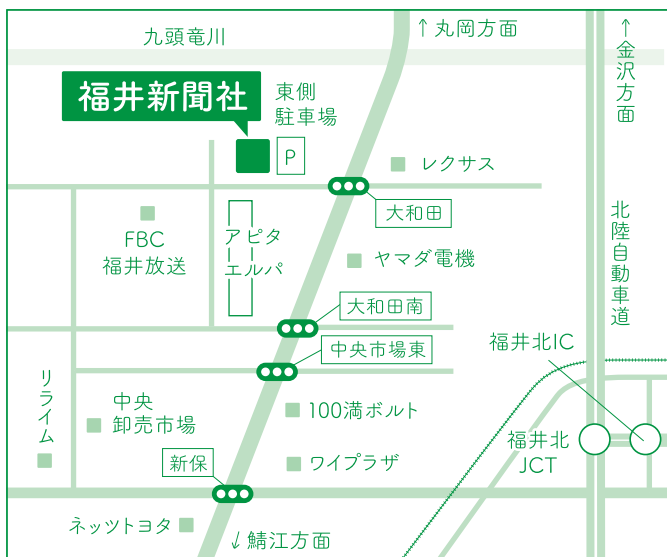 九頭竜川
↑丸岡方面
↑金沢方面
福井新聞社
東側
駐車場
P
レクサス
大和田
FBC
福井放送
アピタ
エルパ
ヤマダ電機
北陸自動車道
大和田南
中央市場東
福井北IC
リライム
中央
卸売市場
100満ボルト
福井北
JCT
新保
ワイプラザ
ネッツトヨタ
↓鯖江方面